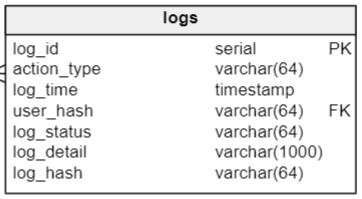 logs
log_id serial PK
action_type varchar(64)
log_time timestamp
user_hash varchar(64) FK
log_status varchar(64)
log_detail varchar(1000)
log_hash varchar(64)